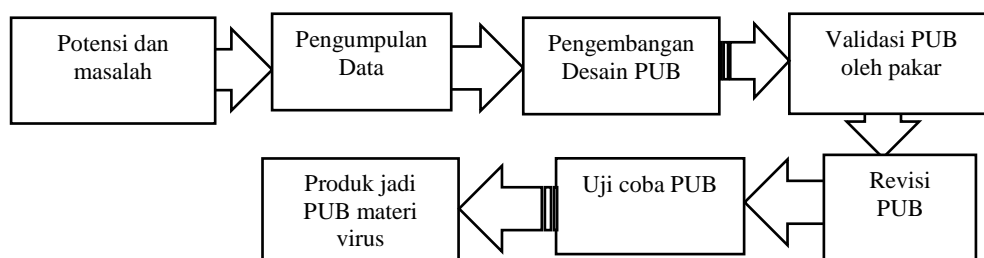 Potensi dan
masalah
Pengumpulan
Data
Pengembangan
Desain PUB
Validasi PUB
oleh pakar
Revisi
PUB
Uji coba PUB
Produk jadi
PUB materi
virus